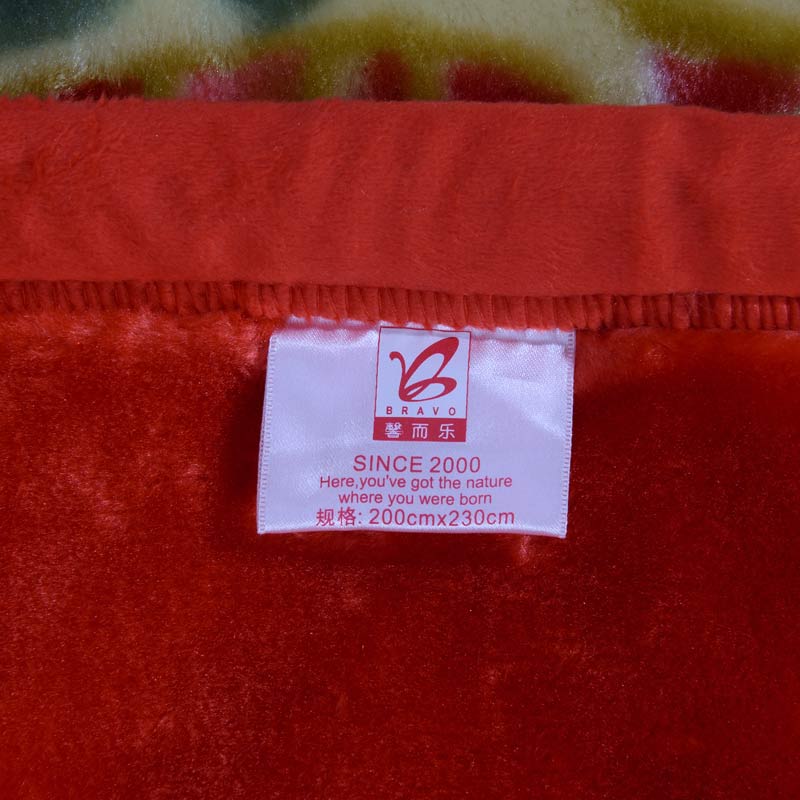 BRAVO
馨而乐
SINCE 2000
Here,you've got the nature
where you were born
规格: 200cmx230cm